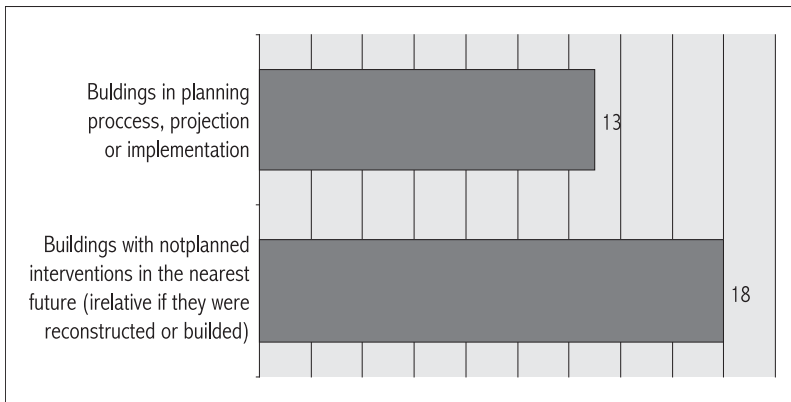 Buldings in planning
proccess, projection
or implementation
13
Buildings with notplanned
interventions in the nearest
future (irelative if they were
reconstructed or builded)
18